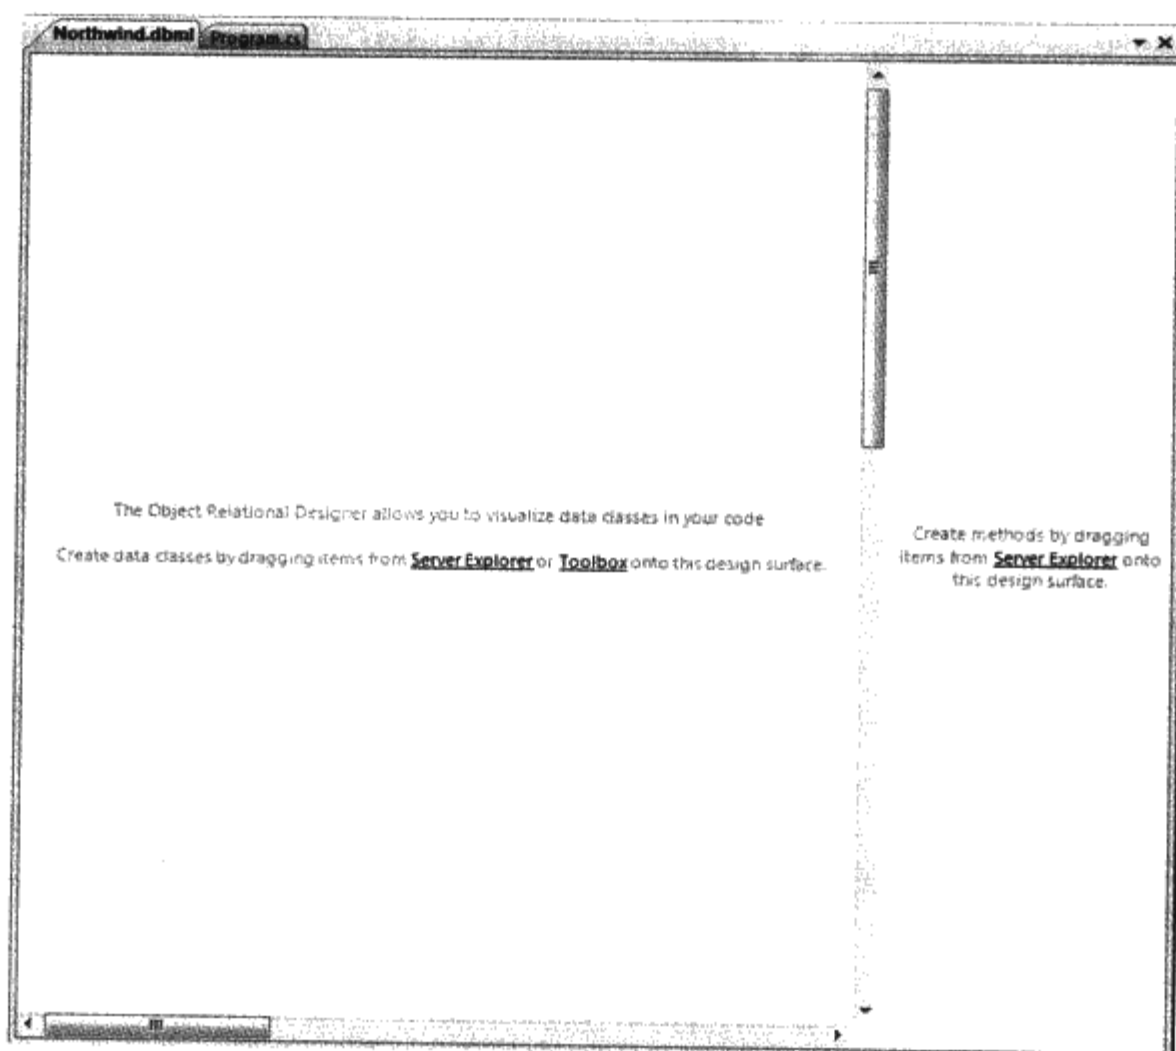 Northwind.dbml Program.cs
The Object Relational Designer allows you to visualize data classes in your code
Create data classes by dragging items from Server Explorer or Toolbox onto this design surface.
Create methods by dragging
items from Server Explorer onto
this design surface.